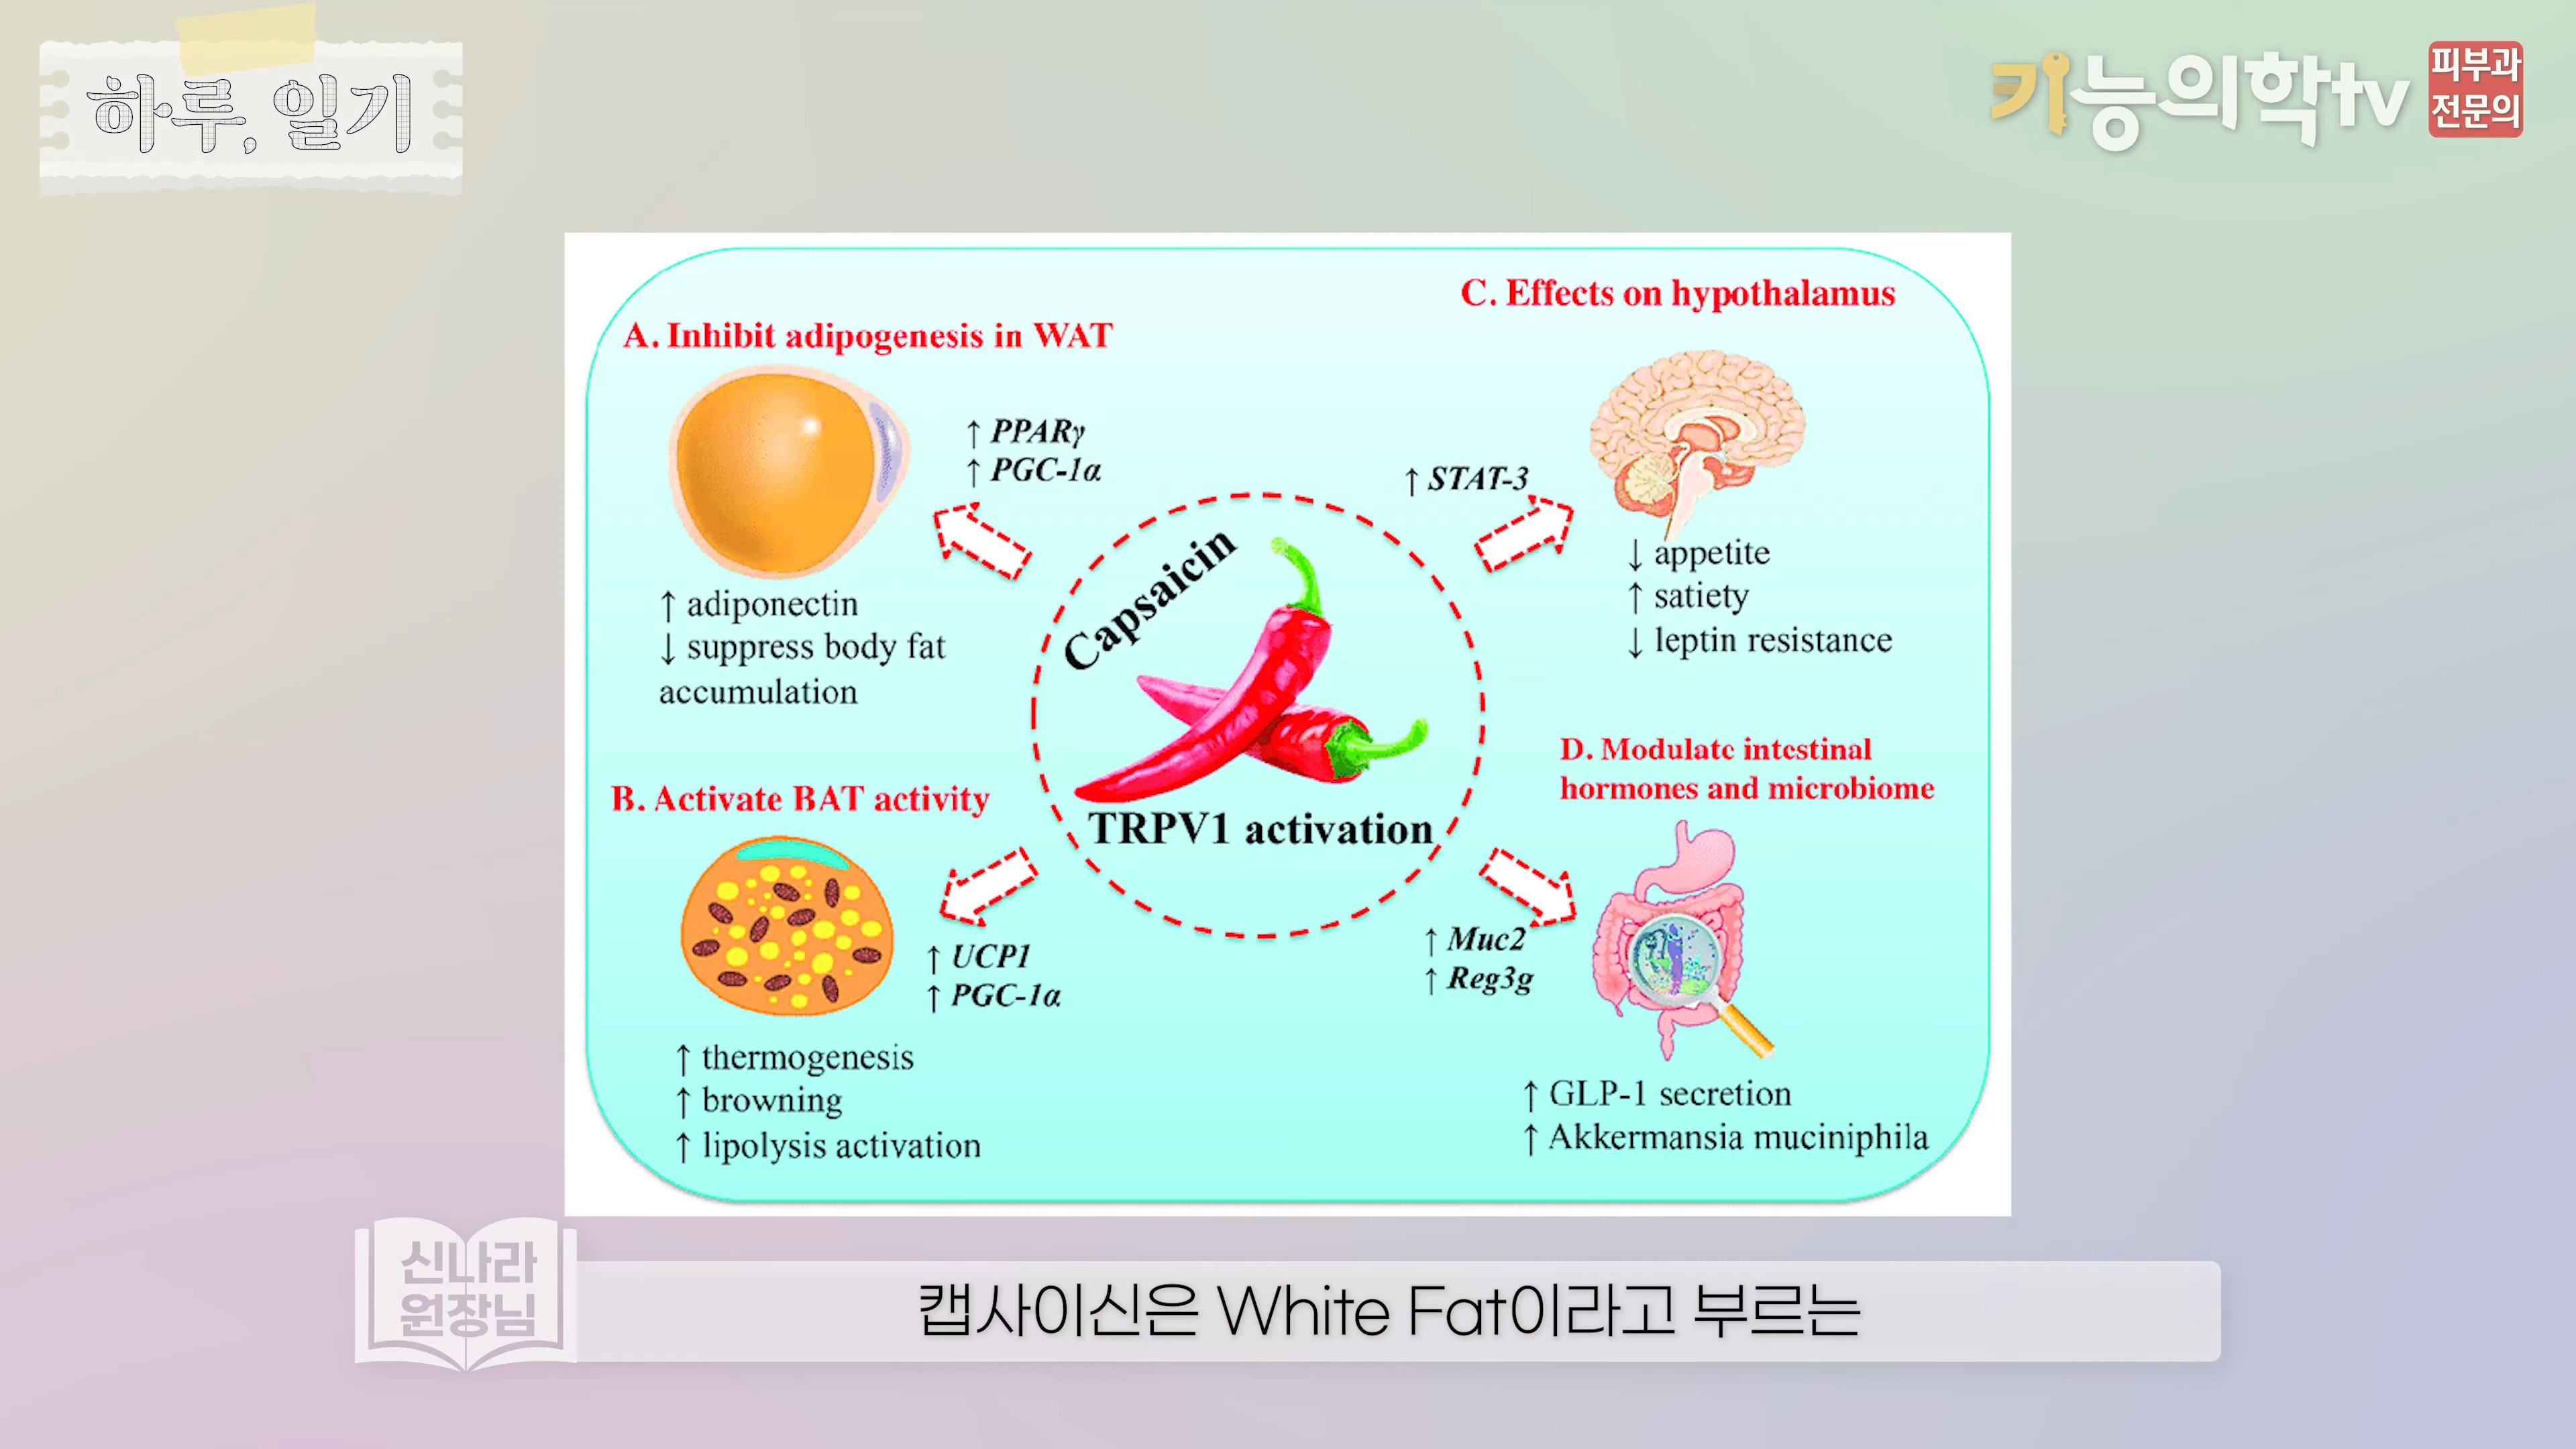 하루, 일기
기능의학tv
피부과
전문의
C. Effects on hypothalamus
A. Inhibit adipogenesis in WAT
↑ PPARγ
↑ PGC-1α
↑ STAT-3
↑ adiponectin
↓ suppress body fat
accumulation
↓ appetite
↑ satiety
↓ leptin resistance
Capsaicin
TRPV1 activation
B. Activate BAT activity
↑ UCP1
↑ PGC-1α
↑ thermogenesis
↑ browning
↑ lipolysis activation
D. Modulate intestinal
hormones and microbiome
↑ Muc2
↑ Reg3g
↑ GLP-1 secretion
↑ Akkermansia muciniphila
신나라
원장님
캡사이신은 White Fat이라고 부르는